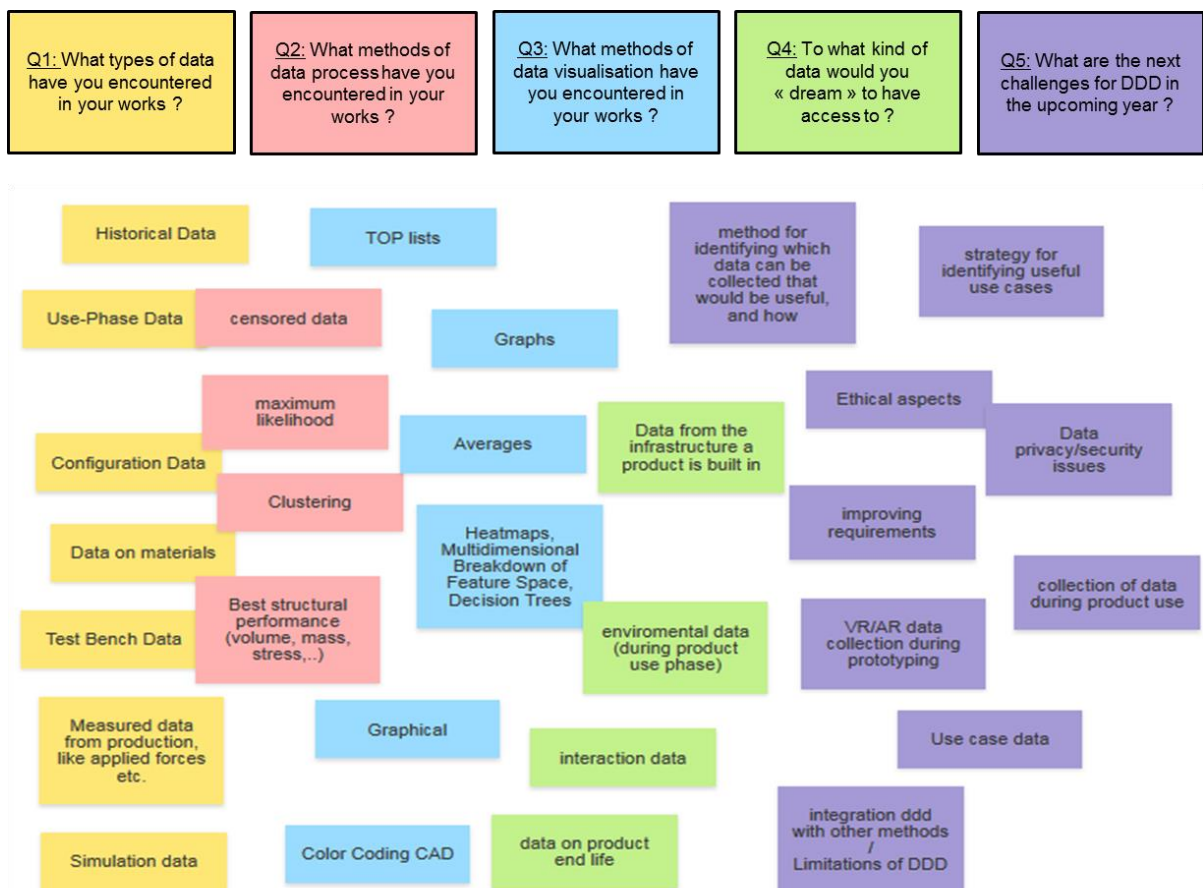 Q1: What types of data
have you encountered
in your works ?
Q2: What methods of
data process have you
encountered in your
works ?
Q3: What methods of
data visualisation have
you encountered in
your works ?
Q4: To what kind of
data would you
« dream » to have
access to ?
Q5: What are the next
challenges for DDD in
the upcoming year ?
Historical Data
Use-Phase Data
Configuration Data
Data on materials
Test Bench Data
Measured data
from production,
like applied forces
etc.
Simulation data
censored data
maximum
likelihood
Clustering
Best structural
performance
(volume, mass,
stress,..)
TOP lists
Graphs
Averages
Heatmaps,
Multidimensional
Breakdown of
Feature Space,
Decision Trees
Graphical
Color Coding CAD
Data from the
infrastructure a
product is built in
enviromental data
(during product
use phase)
interaction data
data on product
end life
method for
identifying which
data can be
collected that
would be useful,
and how
strategy for
identifying useful
use cases
Ethical aspects
Data
privacy/security
issues
improving
requirements
collection of data
during product use
VR/AR data
collection during
prototyping
Use case data
integration ddd
with other methods
/
Limitations of DDD